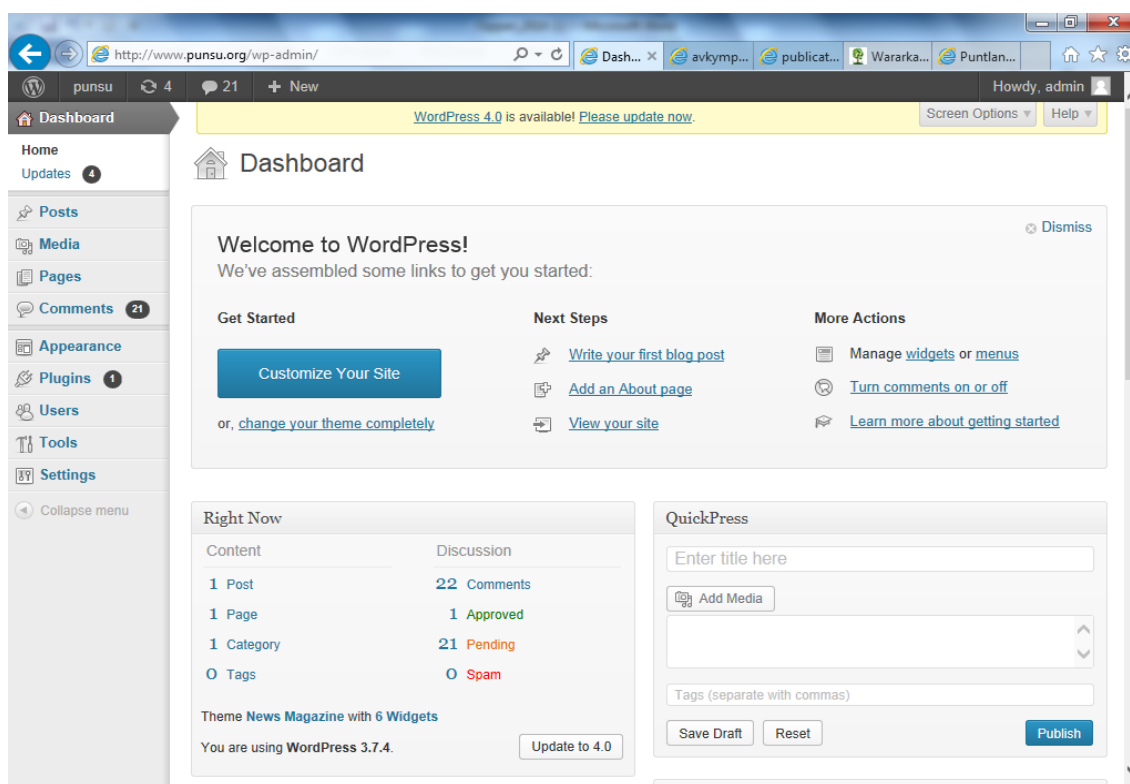 http://www.punsu.org/wp-admin/
Dash...
avkymp...
publicat...
Wararka...
Puntlan...
punsu 4 21 + New Howdy, admin
Dashboard
Home
Updates 4
Posts
Media
Pages
Comments 21
Appearance
Plugins 1
Users
Tools
Settings
Collapse menu
WordPress 4.0 is available! Please update now.
Screen Options Help
Dashboard
Dismiss
Welcome to WordPress!
We've assembled some links to get you started:
Get Started
Customize Your Site
or, change your theme completely
Next Steps
Write your first blog post
Add an About page
View your site
More Actions
Manage widgets or menus
Turn comments on or off
Learn more about getting started
Right Now
Content Discussion
1 Post 22 Comments
1 Page 1 Approved
1 Category 21 Pending
0 Tags 0 Spam
Theme News Magazine with 6 Widgets
You are using WordPress 3.7.4. Update to 4.0
QuickPress
Enter title here
Add Media
Tags (separate with commas)
Save Draft Reset Publish